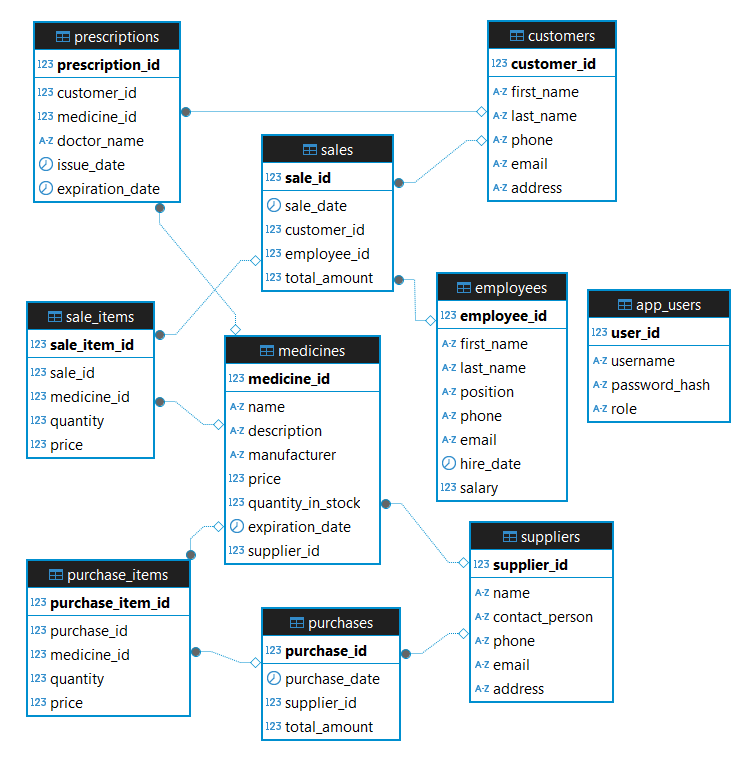 prescriptions
123 prescription_id
123 customer_id
123 medicine_id
A-Z doctor_name
issue_date
expiration_date
customers
123 customer_id
A-Z first_name
A-Z last_name
A-Z phone
A-Z email
A-Z address
sales
123 sale_id
sale_date
123 customer_id
123 employee_id
123 total_amount
employees
123 employee_id
A-Z first_name
A-Z last_name
A-Z position
A-Z phone
A-Z email
hire_date
123 salary
app_users
123 user_id
A-Z username
A-Z password_hash
A-Z role
sale_items
123 sale_item_id
123 sale_id
123 medicine_id
123 quantity
123 price
medicines
123 medicine_id
A-Z name
A-Z description
A-Z manufacturer
123 price
123 quantity_in_stock
expiration_date
123 supplier_id
suppliers
123 supplier_id
A-Z name
A-Z contact_person
A-Z phone
A-Z email
A-Z address
purchase_items
123 purchase_item_id
123 purchase_id
123 medicine_id
123 quantity
123 price
purchases
123 purchase_id
purchase_date
123 supplier_id
123 total_amount